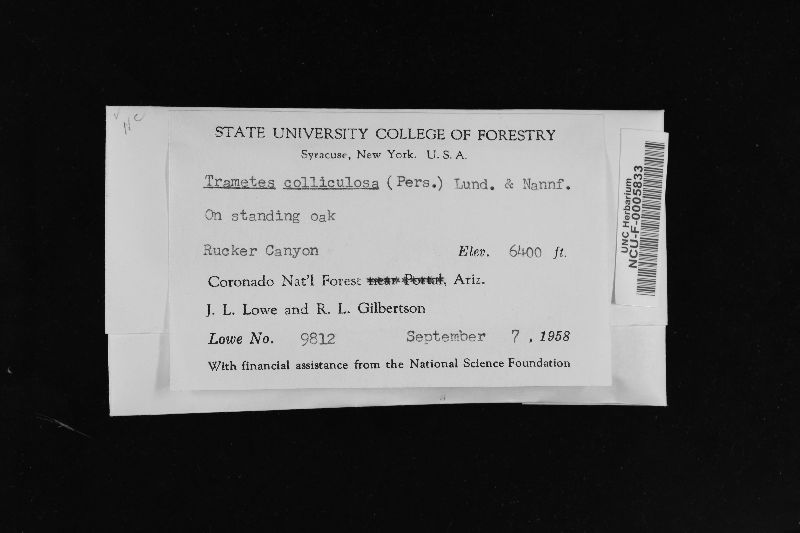 NC
STATE UNIVERSITY COLLEGE OF FORESTRY
Syracuse, New York. U. S. A.
Trametes colliculosa (Pers.) Lund. & Nannf.
On standing oak
Rucker Canyon Elev. 6400 ft.
Coronado Nat'l Forest near Portal, Ariz.
J. L. Lowe and R. L. Gilbertson
Lowe No. 9812 September 7 , 1958
With financial assistance from the National Science Foundation
UNC Herbarium
NCU-F-0005833